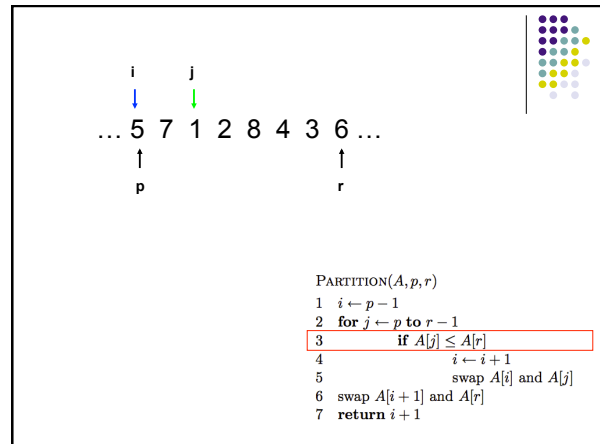 i j
… 5 7 1 2 8 4 3 6 …
p r
PARTITION(A, p, r)
1 i ← p − 1
2 for j ← p to r − 1
3 if A[j] ≤ A[r]
4 i ← i + 1
5 swap A[i] and A[j]
6 swap A[i + 1] and A[r]
7 return i + 1